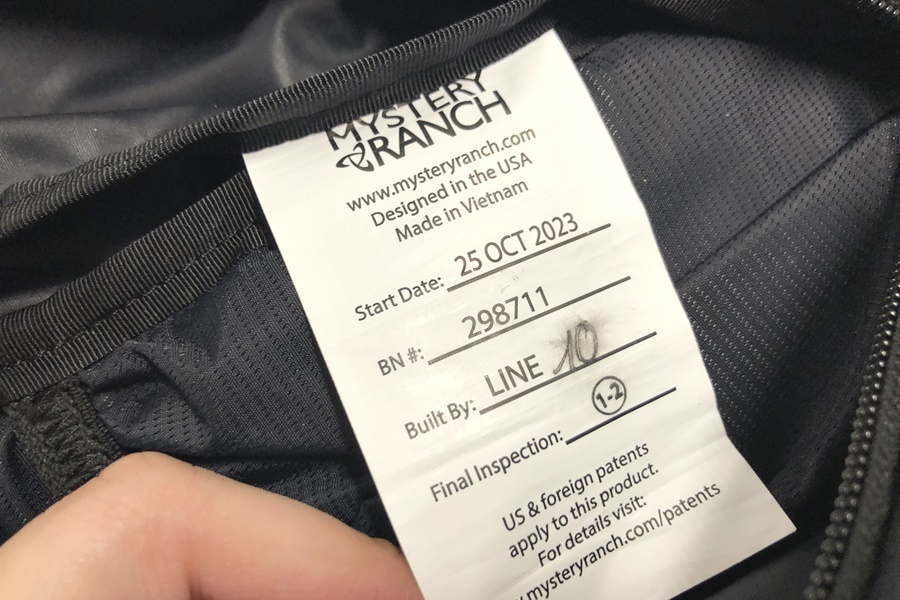 MYSTERY
RANCH
www.mysteryranch.com
Designed in the USA
Made in Vietnam
Start Date: 25 OCT 2023
BN #: 298711
Built By: LINE 10
Final Inspection: 1-2
US & foreign patents
apply to this product.
For details visit:
.mysteryranch.com/patents